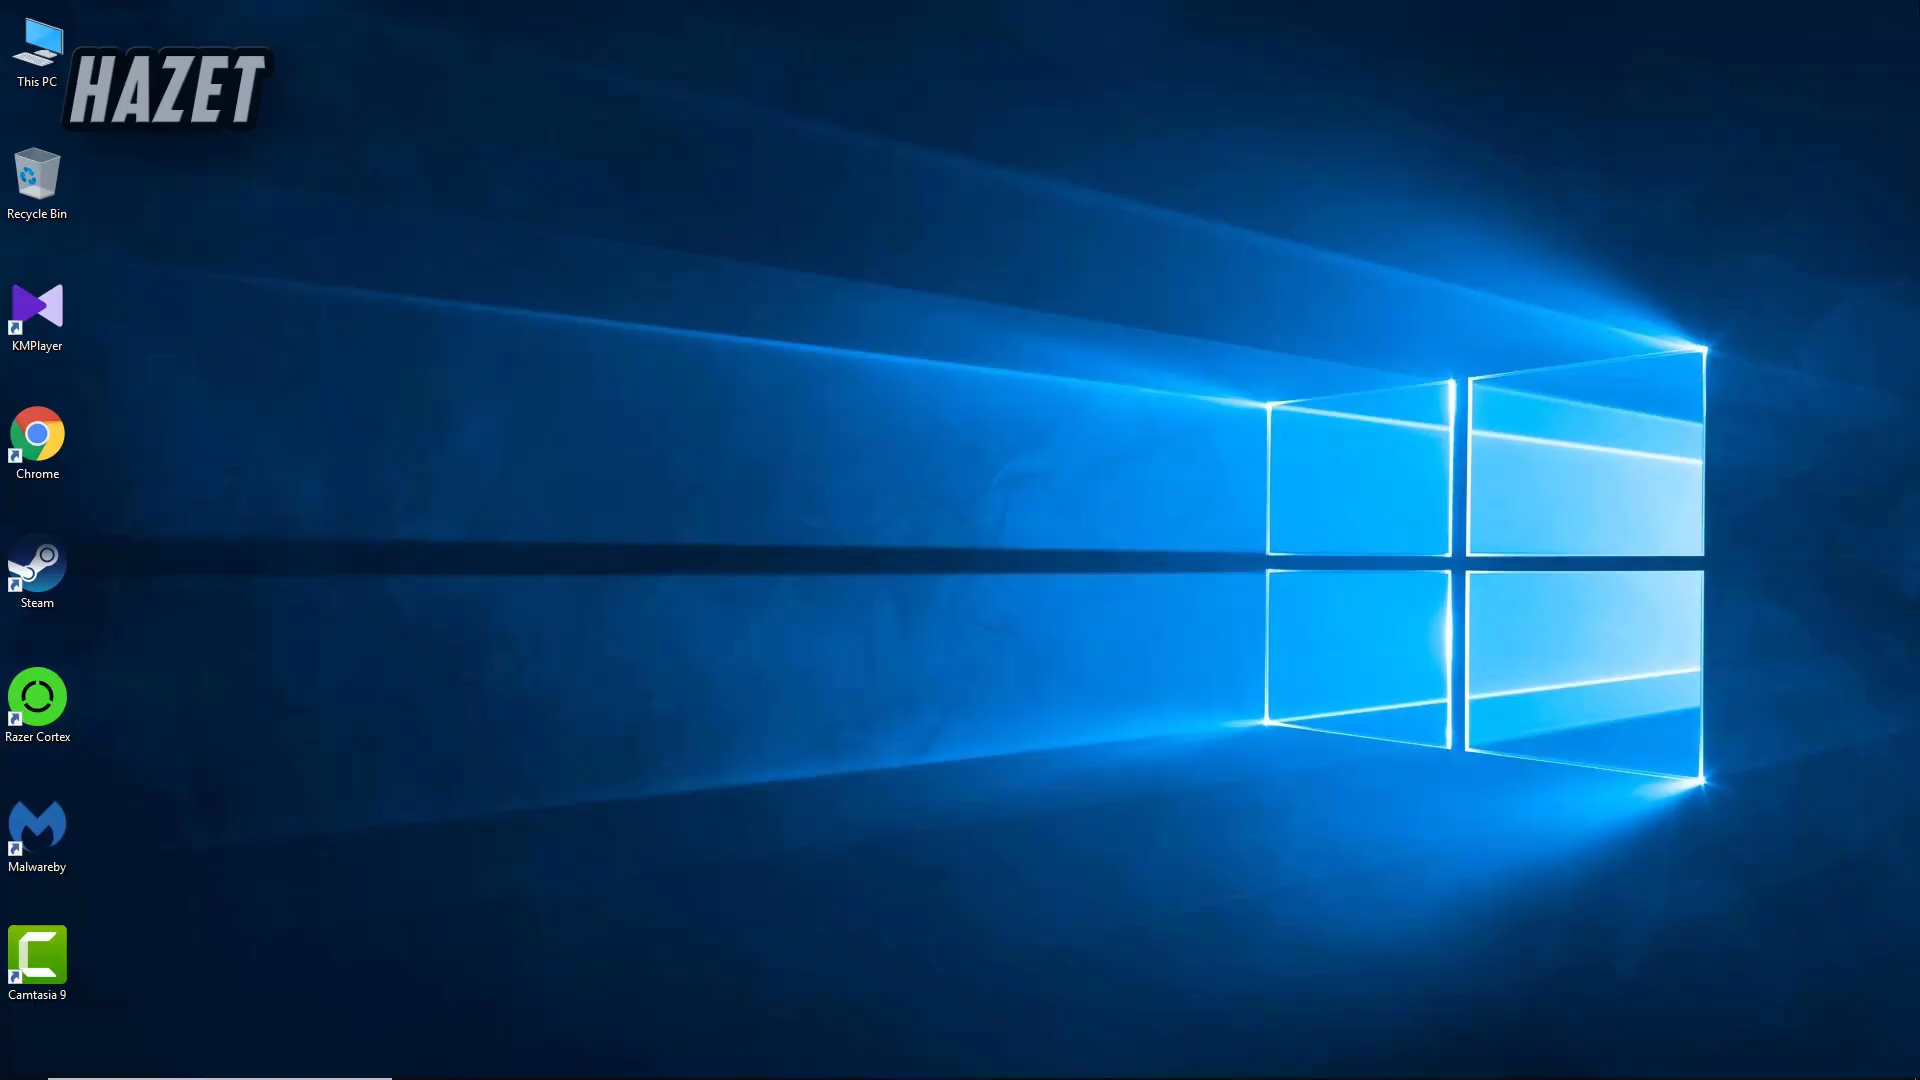 This PC
HAZET
Recycle Bin
KMPlayer
Chrome
Steam
Razer Cortex
Malwareby
Camtasia 9